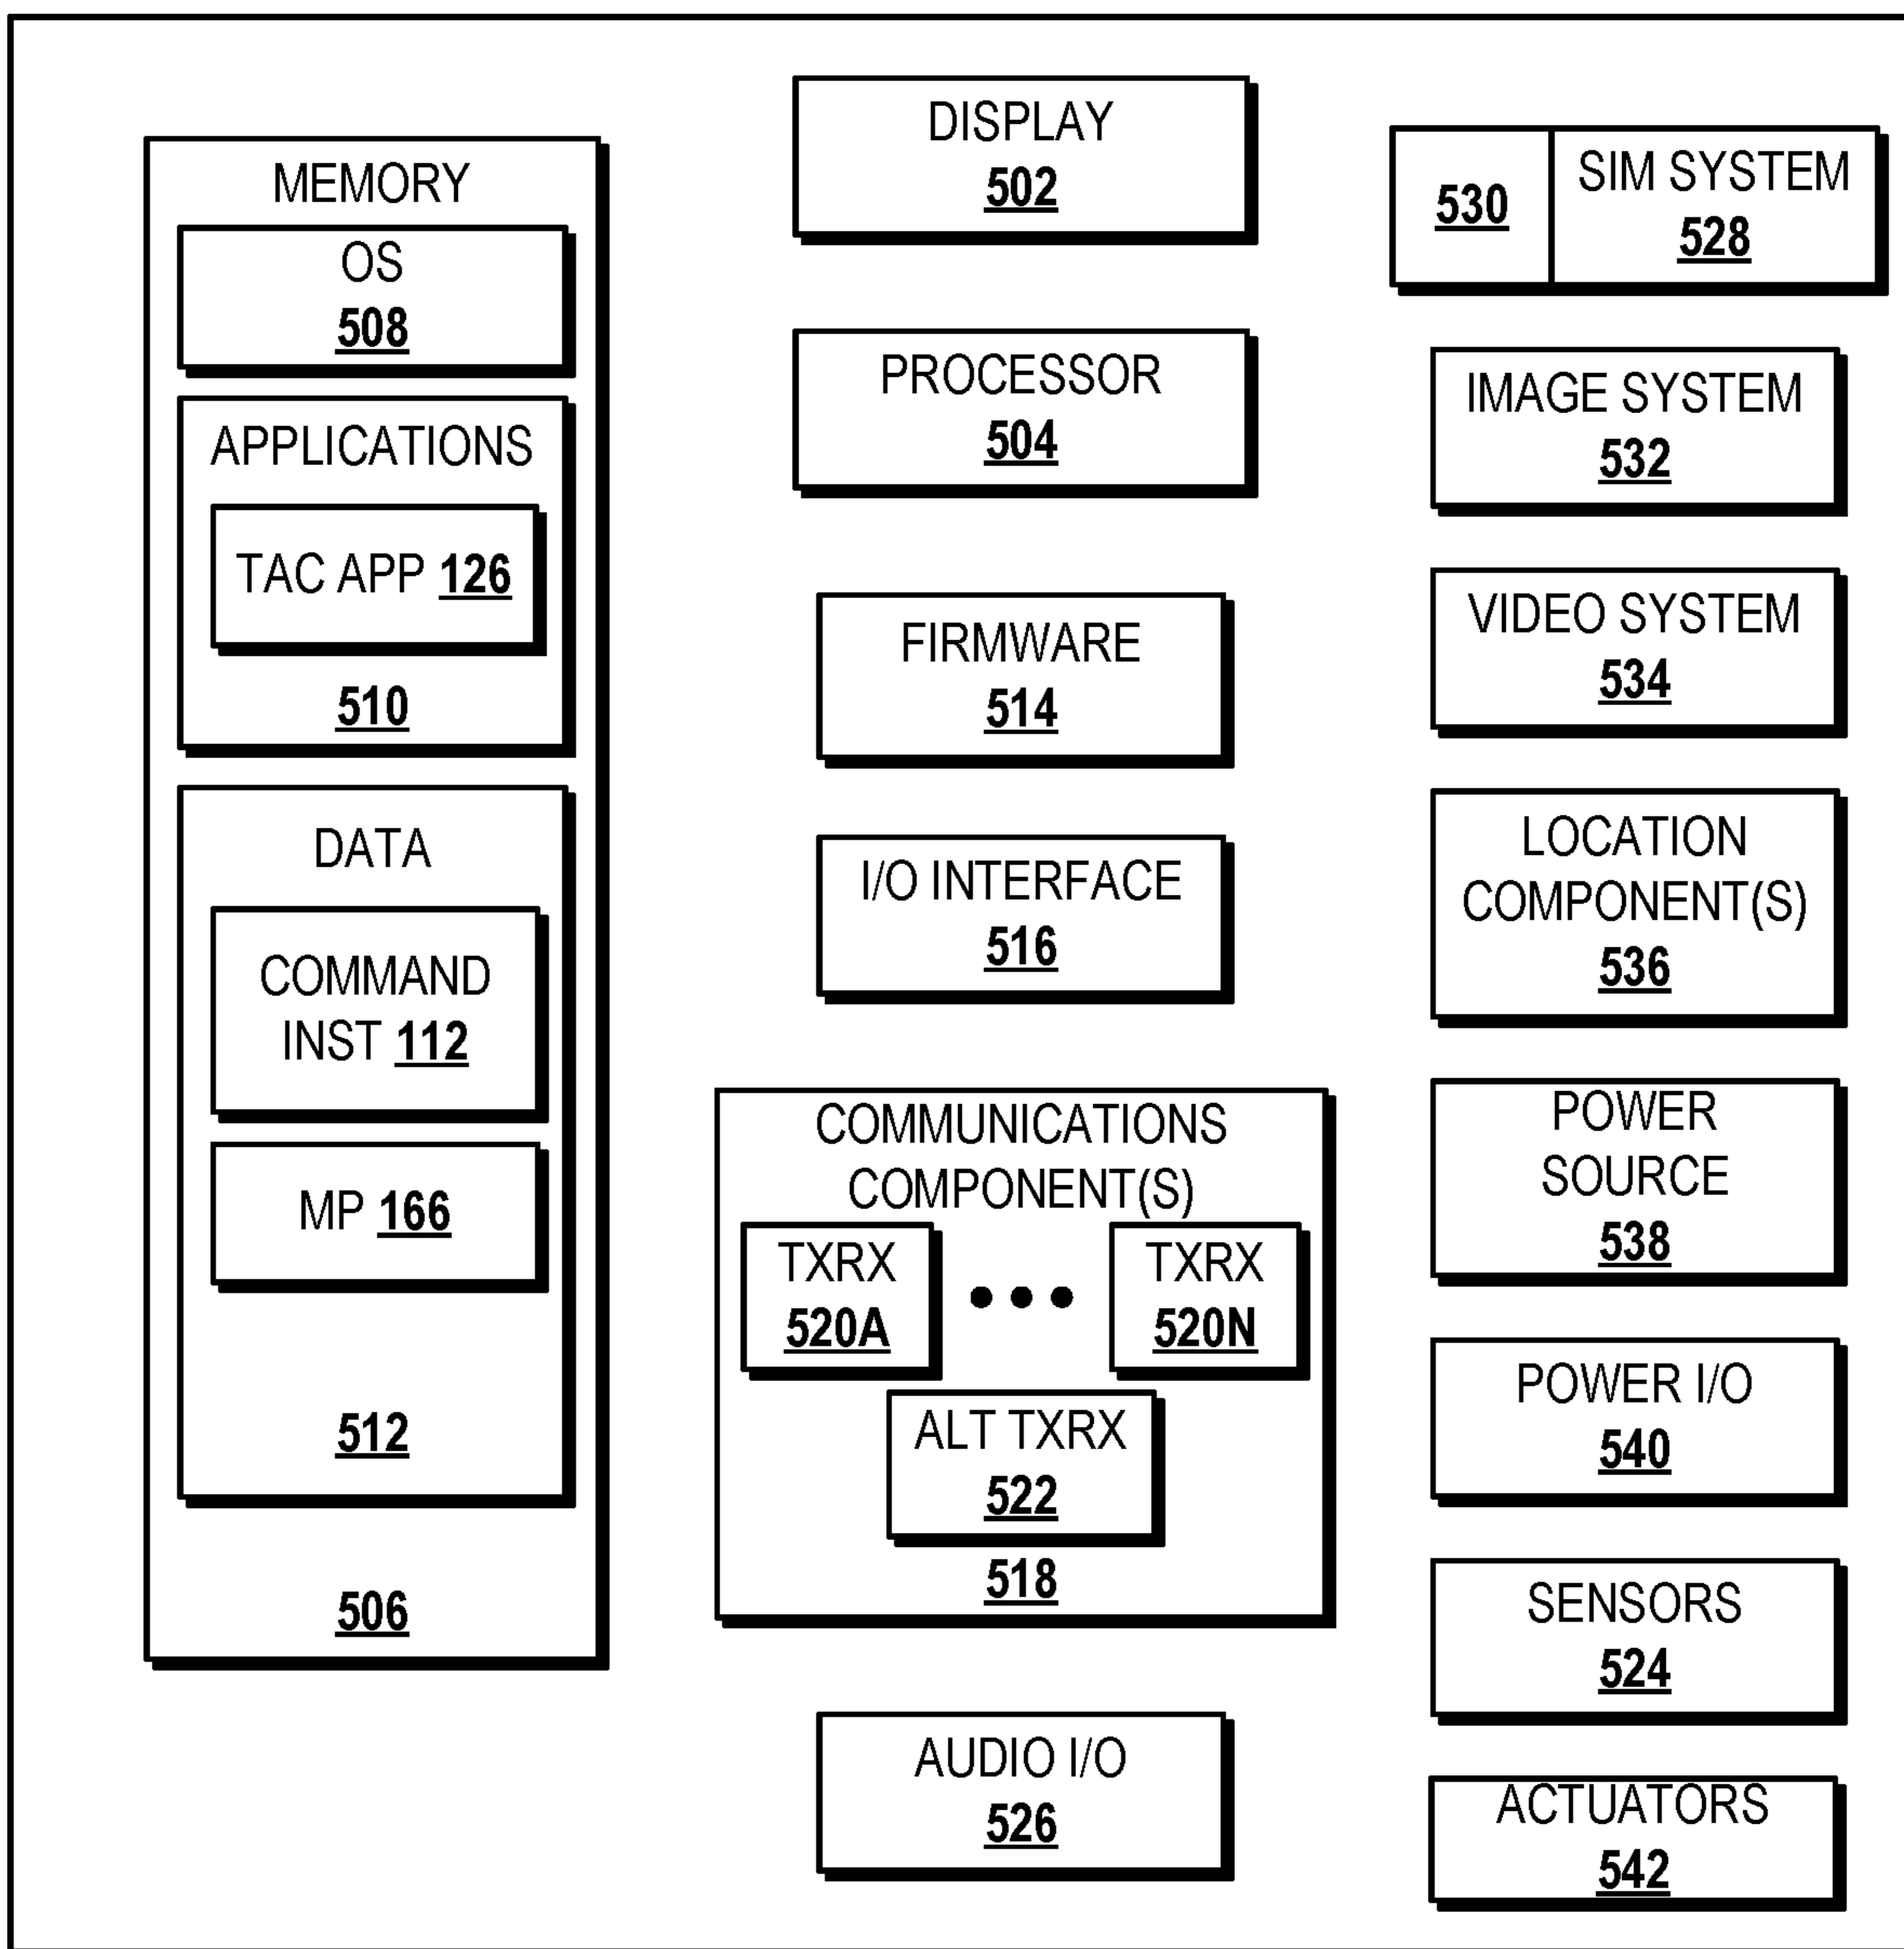 MEMORY
OS
508
APPLICATIONS
TAC APP 126
510
DATA
COMMAND
INST 112
MP 166
512
506
DISPLAY
502
PROCESSOR
504
FIRMWARE
514
I/O INTERFACE
516
COMMUNICATIONS
COMPONENT(S)
TXRX
520A
TXRX
520N
ALT TXRX
522
518
AUDIO I/O
526
530
SIM SYSTEM
528
IMAGE SYSTEM
532
VIDEO SYSTEM
534
LOCATION
COMPONENT(S)
536
POWER
SOURCE
538
POWER I/O
540
SENSORS
524
ACTUATORS
542